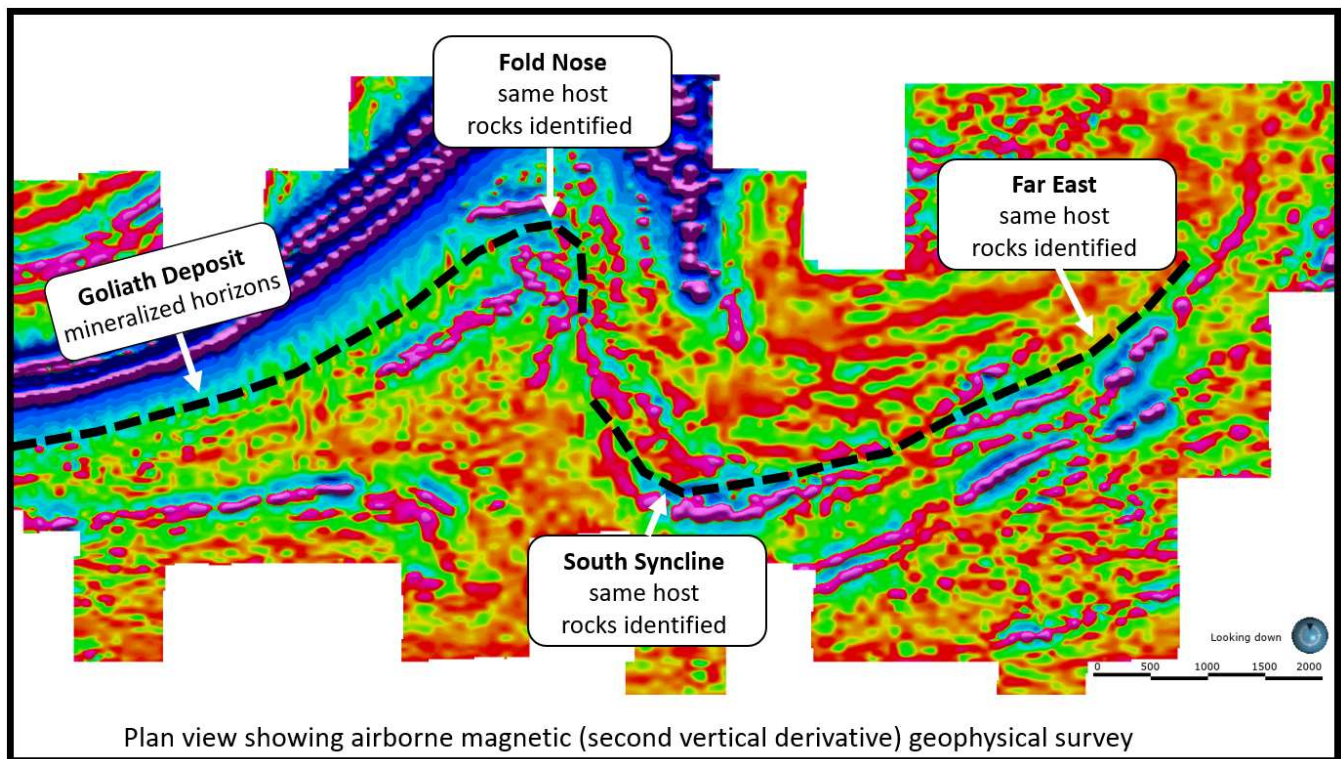 Fold Nose
same host
rocks identified
Far East
same host
rocks identified
Goliath Deposit
mineralized horizons
South Syncline
same host
rocks identified
Looking down
0 500 1000 1500 2000
Plan view showing airborne magnetic (second vertical derivative) geophysical survey